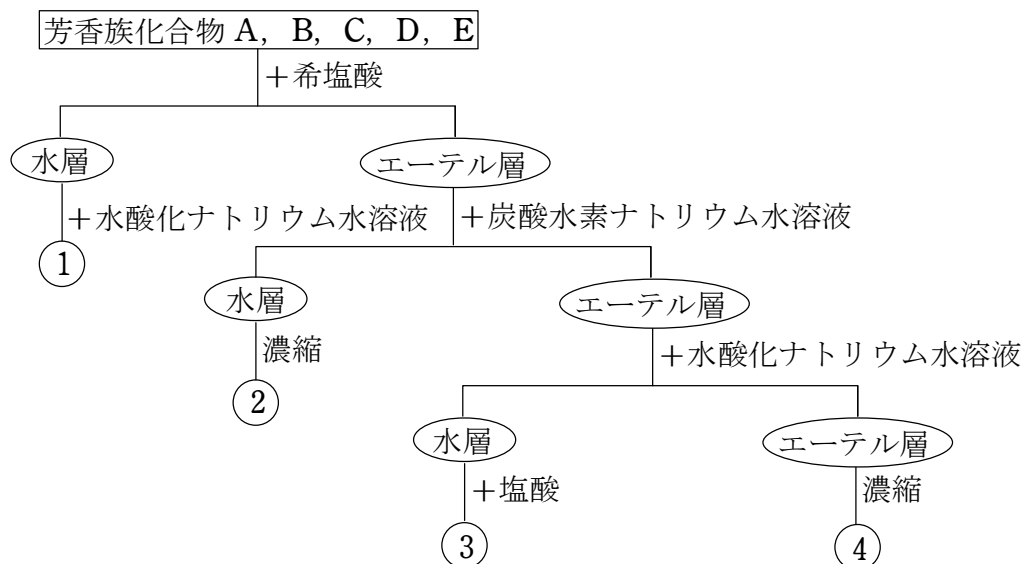 芳香族化合物 A, B, C, D, E
＋希塩酸
水層
エーテル層
＋水酸化ナトリウム水溶液
＋炭酸水素ナトリウム水溶液
1
水層
エーテル層
濃縮
＋水酸化ナトリウム水溶液
2
水層
エーテル層
＋塩酸
濃縮
3
4